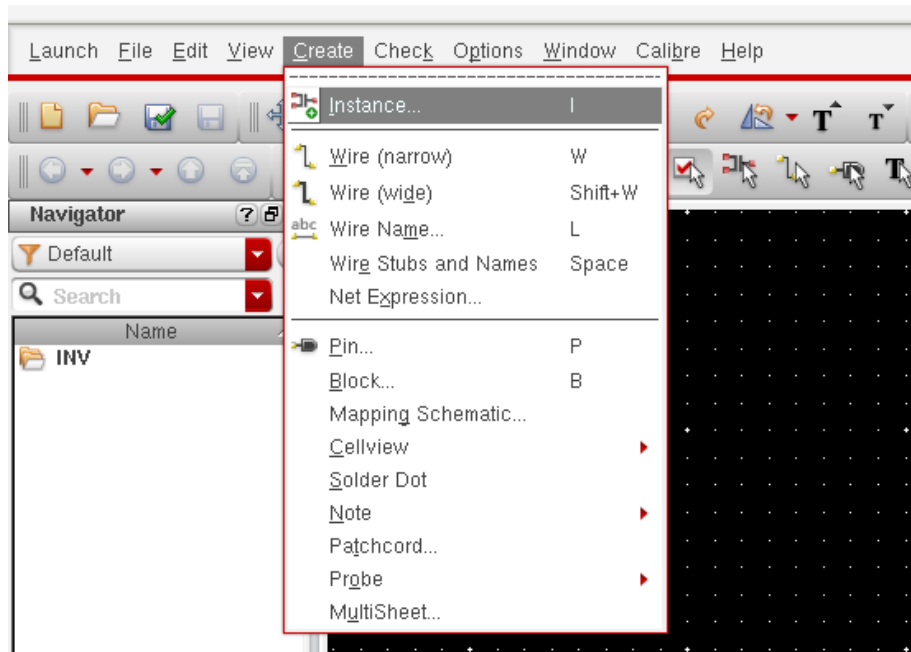 Launch File Edit View Create Check Options Window Calibre Help
Instance... I
T T
Wire (narrow) W
Wire (wide) Shift+W
T
Navigator ?
abc Wire Name... L
Default
Wire Stubs and Names Space
Search
Net Expression...
Name
Pin... P
INV
Block... B
Mapping Schematic...
Cellview
Solder Dot
Note
Patchcord...
Probe
MultiSheet...